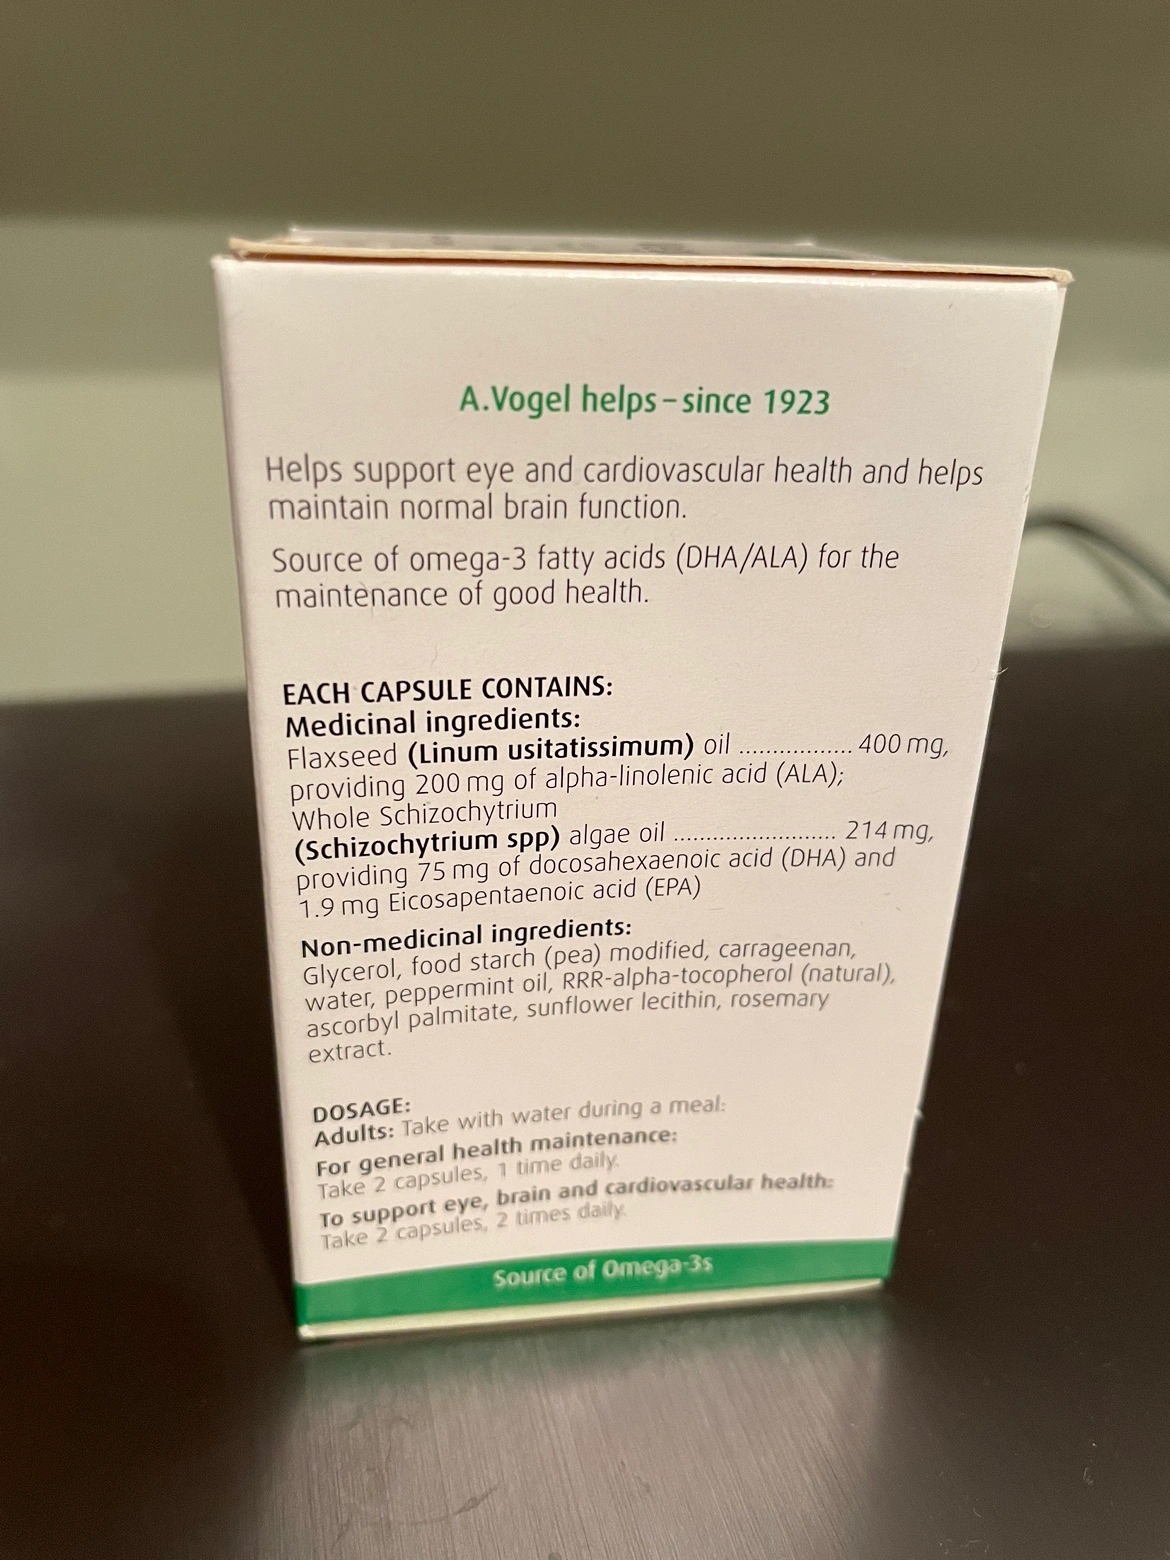 A.Vogel helps – since 1923
Helps support eye and cardiovascular health and helps
maintain normal brain function.
Source of omega-3 fatty acids (DHA/ALA) for the
maintenance of good health.
EACH CAPSULE CONTAINS:
Medicinal ingredients:
Flaxseed (Linum usitatissimum) oil ................. 400 mg,
providing 200 mg of alpha-linolenic acid (ALA);
Whole Schizochytrium
(Schizochytrium spp) algae oil ......................... 214 mg,
providing 75 mg of docosahexaenoic acid (DHA) and
1.9 mg Eicosapentaenoic acid (EPA)
Non-medicinal ingredients:
Glycerol, food starch (pea) modified, carrageenan,
water, peppermint oil, RRR-alpha-tocopherol (natural),
ascorbyl palmitate, sunflower lecithin, rosemary
extract.
DOSAGE:
Adults: Take with water during a meal:
For general health maintenance:
Take 2 capsules, 1 time daily.
To support eye, brain and cardiovascular health:
Take 2 capsules, 2 times daily.
Source of Omega-3s